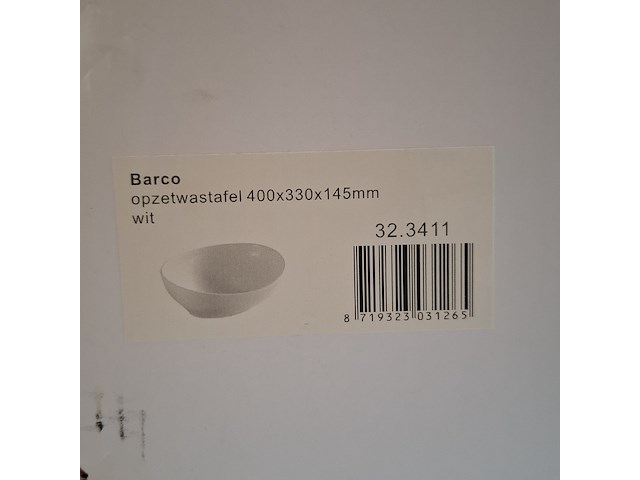 Barco
opzetwastafel 400x330x145mm
wit
32.3411
8 719323 031265